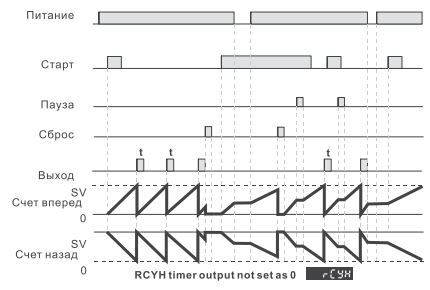 Питание
Старт
Пауза
Сброс
t t t
Выход
SV
Счет вперед
0
SV
Счет назад
0
RCYH timer output not set as 0 rCYH